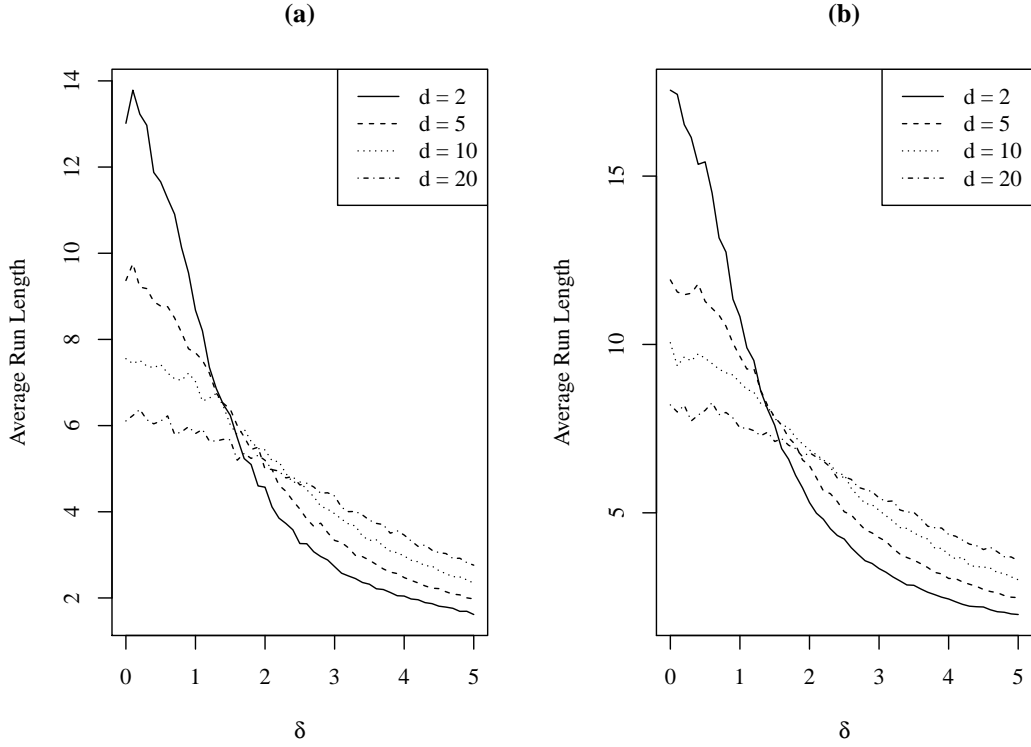 (a)
Average Run Length
14
12
10
8
6
4
2
0 1 2 3 4 5
δ
d = 2
d = 5
d = 10
d = 20
(b)
Average Run Length
15
10
5
0 1 2 3 4 5
δ
d = 2
d = 5
d = 10
d = 20